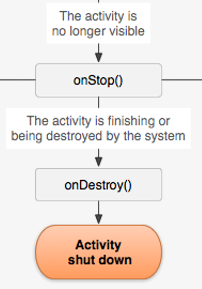 The activity is
no longer visible
onStop()
The activity is finishing or
being destroyed by the system
onDestroy()
Activity
shut down